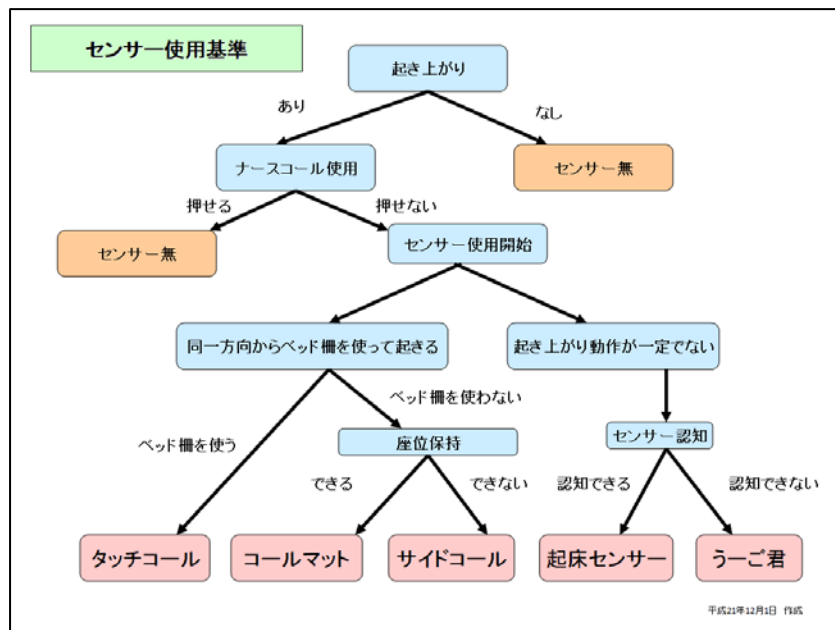 センサー使用基準
起き上がり
あり
なし
ナースコール使用
センサー無
押せる
押せない
センサー無
センサー使用開始
同一方向からベッド柵を使って起きる
起き上がり動作が一定でない
ベッド柵を使わない
ベッド柵を使う
座位保持
センサー認知
できる
できない
認知できる
認知できない
タッチコール
コールマット
サイドコール
起床センサー
うーご君
平成21年12月1日 作成